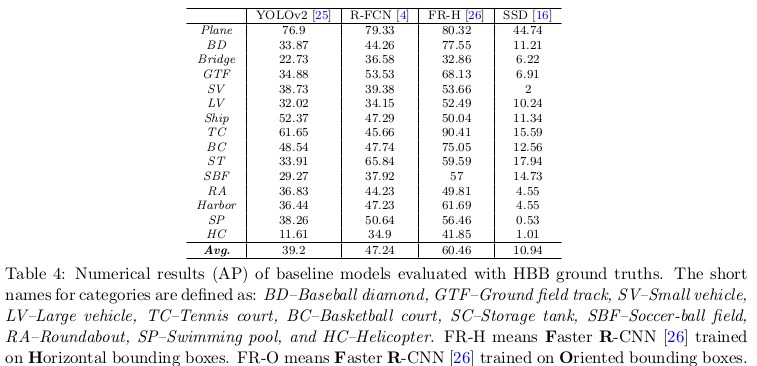 YOLOv2 [25] R-FCN [4] FR-H [26] SSD [16]
Plane 76.9 79.33 80.32 44.74
BD 33.87 44.26 77.55 11.21
Bridge 22.73 36.58 32.86 6.22
GTF 34.88 53.53 68.13 6.91
SV 38.73 39.38 53.66 2
LV 32.02 34.15 52.49 10.24
Ship 52.37 47.29 50.04 11.34
TC 61.65 45.66 90.41 15.59
BC 48.54 47.74 75.05 12.56
ST 33.91 65.84 59.59 17.94
SBF 29.27 37.92 57 14.73
RA 36.83 44.23 49.81 4.55
Harbor 36.44 47.23 61.69 4.55
SP 38.26 50.64 56.46 0.53
HC 11.61 34.9 41.85 1.01
Avg. 39.2 47.24 60.46 10.94
Table 4: Numerical results (AP) of baseline models evaluated with HBB ground truths. The short
names for categories are defined as: BD–Baseball diamond, GTF–Ground field track, SV–Small vehicle,
LV–Large vehicle, TC–Tennis court, BC–Basketball court, SC–Storage tank, SBF–Soccer-ball field,
RA–Roundabout, SP–Swimming pool, and HC–Helicopter. FR-H means Faster R-CNN [26] trained
on Horizontal bounding boxes. FR-O means Faster R-CNN [26] trained on Oriented bounding boxes.